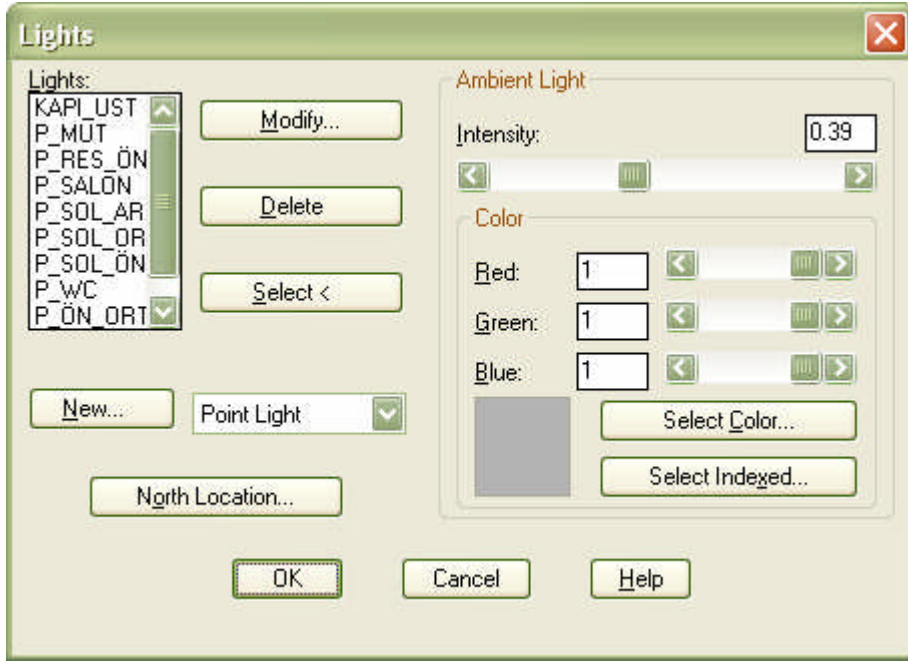 Lights
Lights:
KAPI_UST
P_MUT
P_RES_ÖN
P_SALON
P_SOL_AR
P_SOL_OR
P_SOL_ÖN
P_WC
P_ÖN_ORT
Modify...
Delete
Select <
New...
Point Light
North Location...
Ambient Light
Intensity:
0.39
Color
Red:
1
Green:
1
Blue:
1
Select Color...
Select Indexed...
OK
Cancel
Help